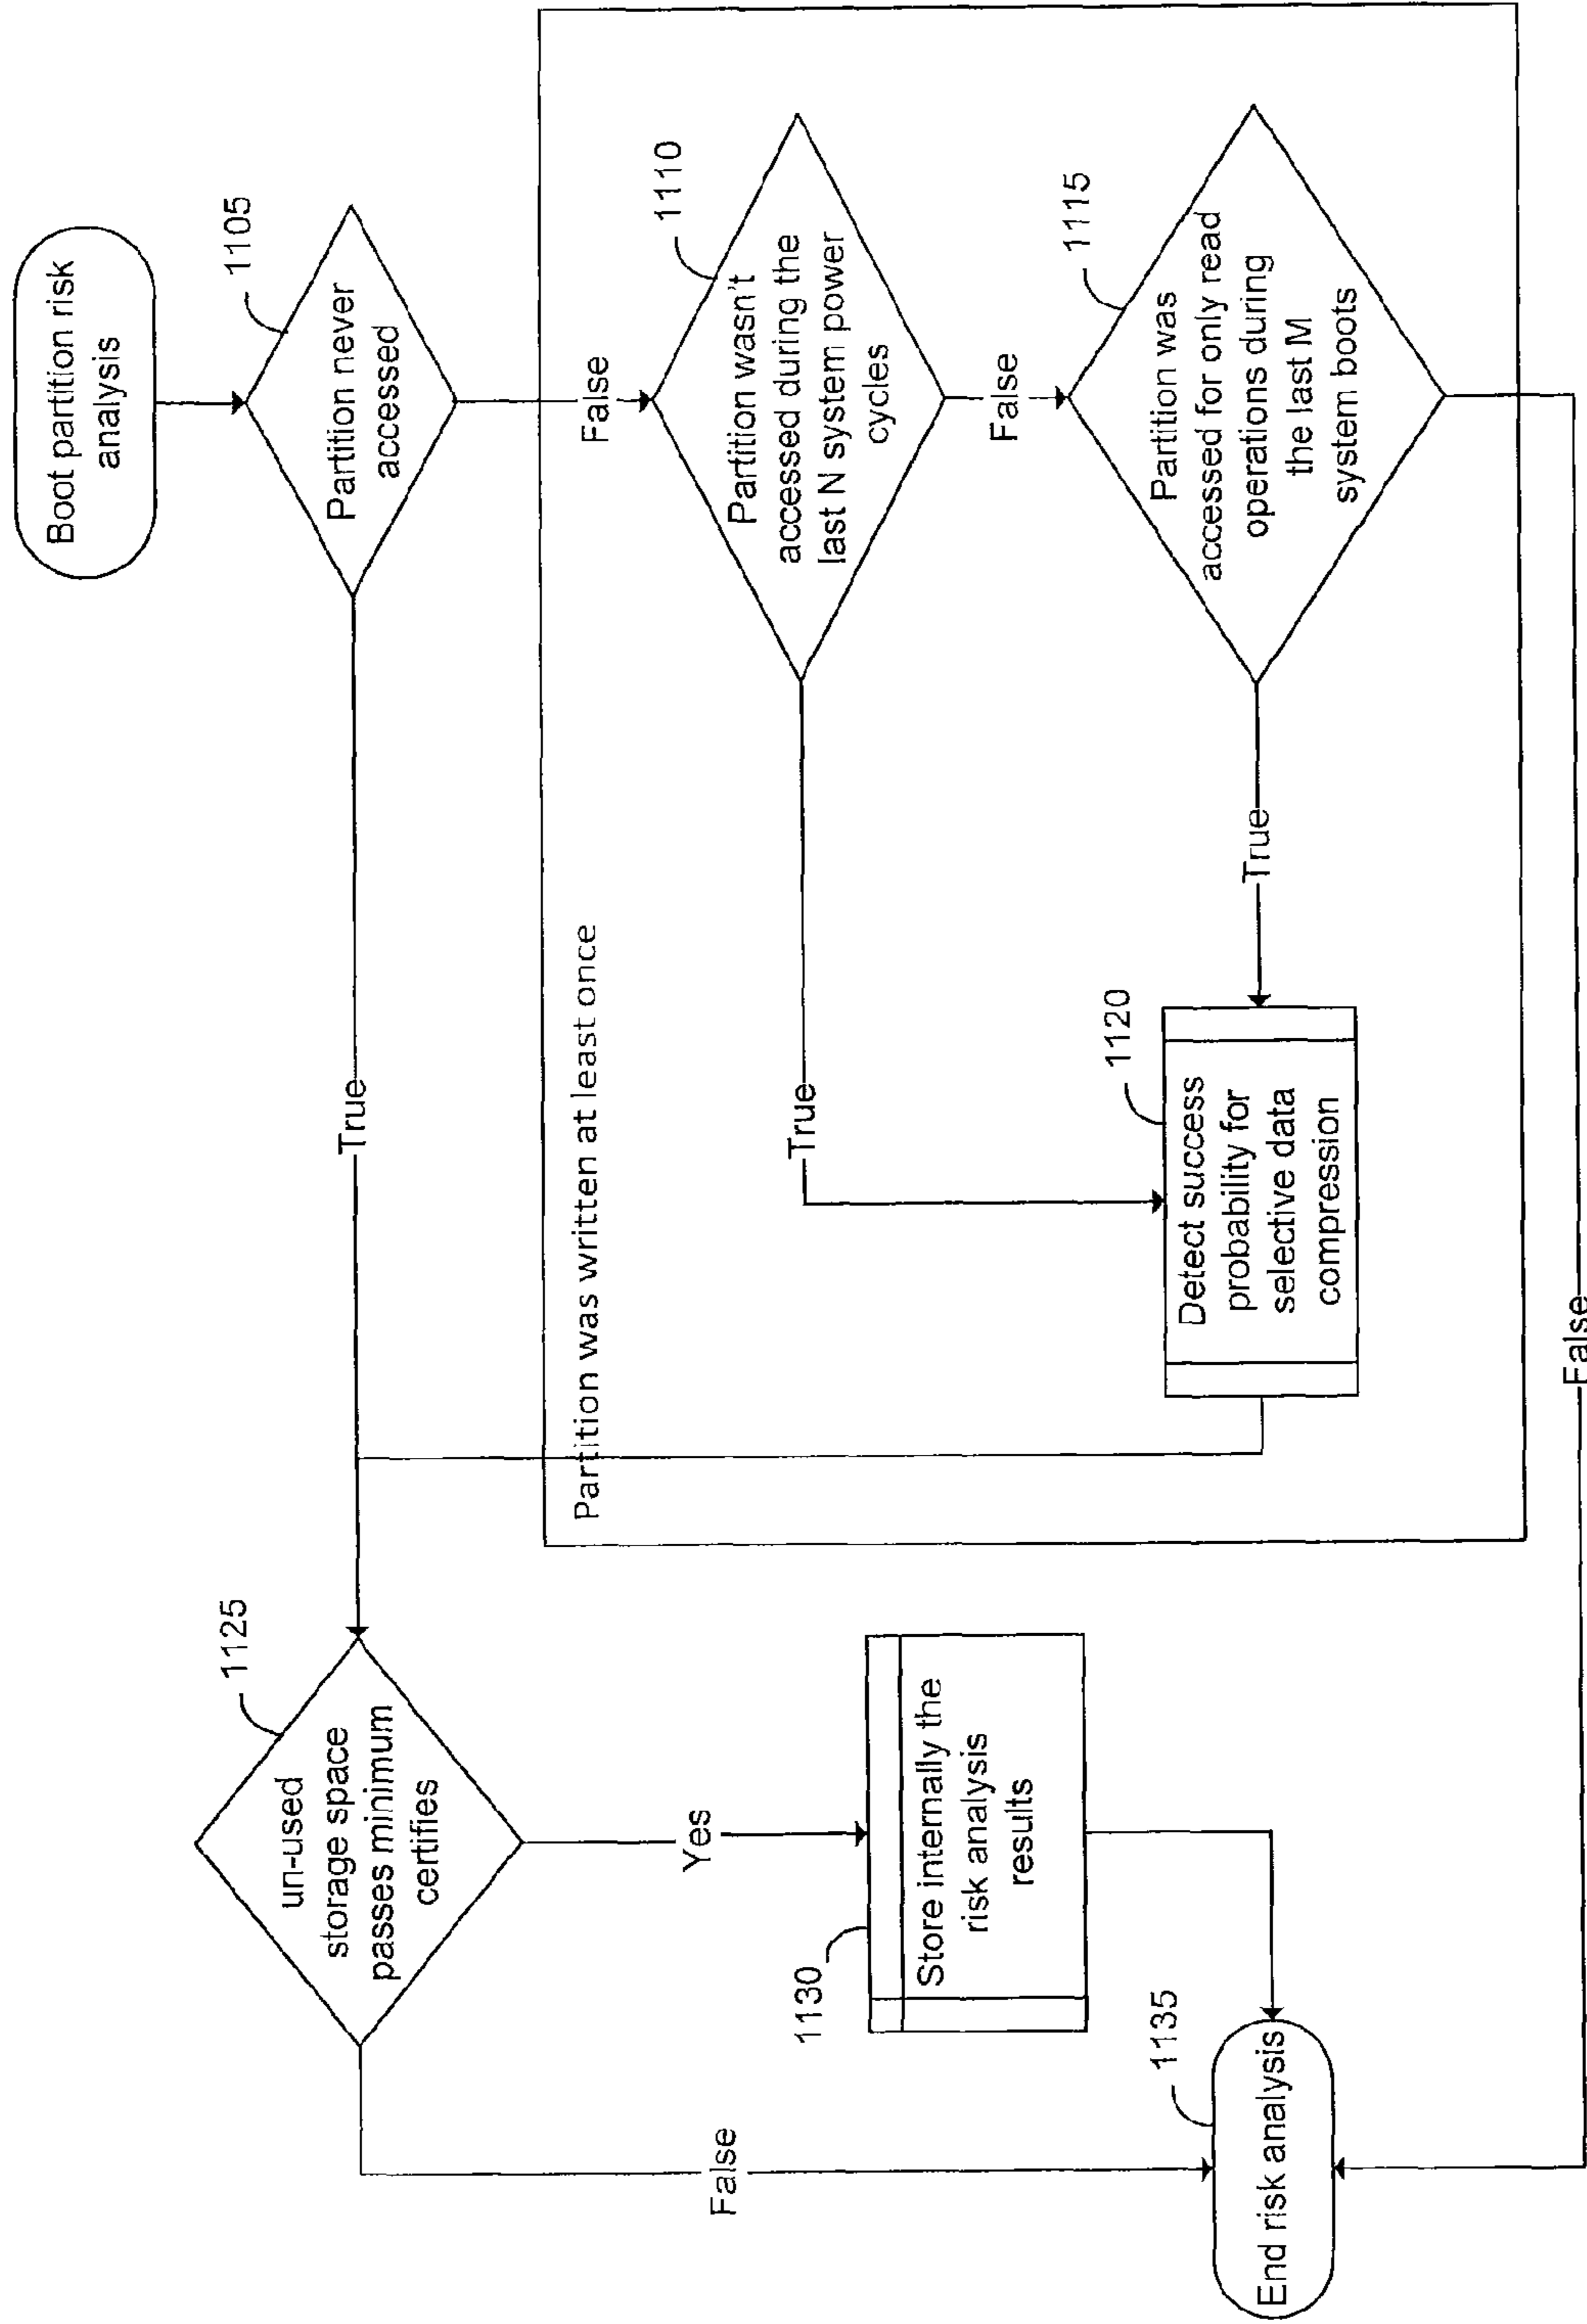 Boot partition risk
analysis
1105
Partition never
accessed
True
False
1110
Partition wasn't
accessed during the
last N system power
cycles
True
False
1115
Partition was
accessed for only read
operations during
the last M
system boots
True
False
Partition was written at least once
1120
Detect success
probability for
selective data
compression
1125
un-used
storage space
passes minimum
certifies
False
Yes
1130
Store internally the
risk analysis
results
1135
End risk analysis